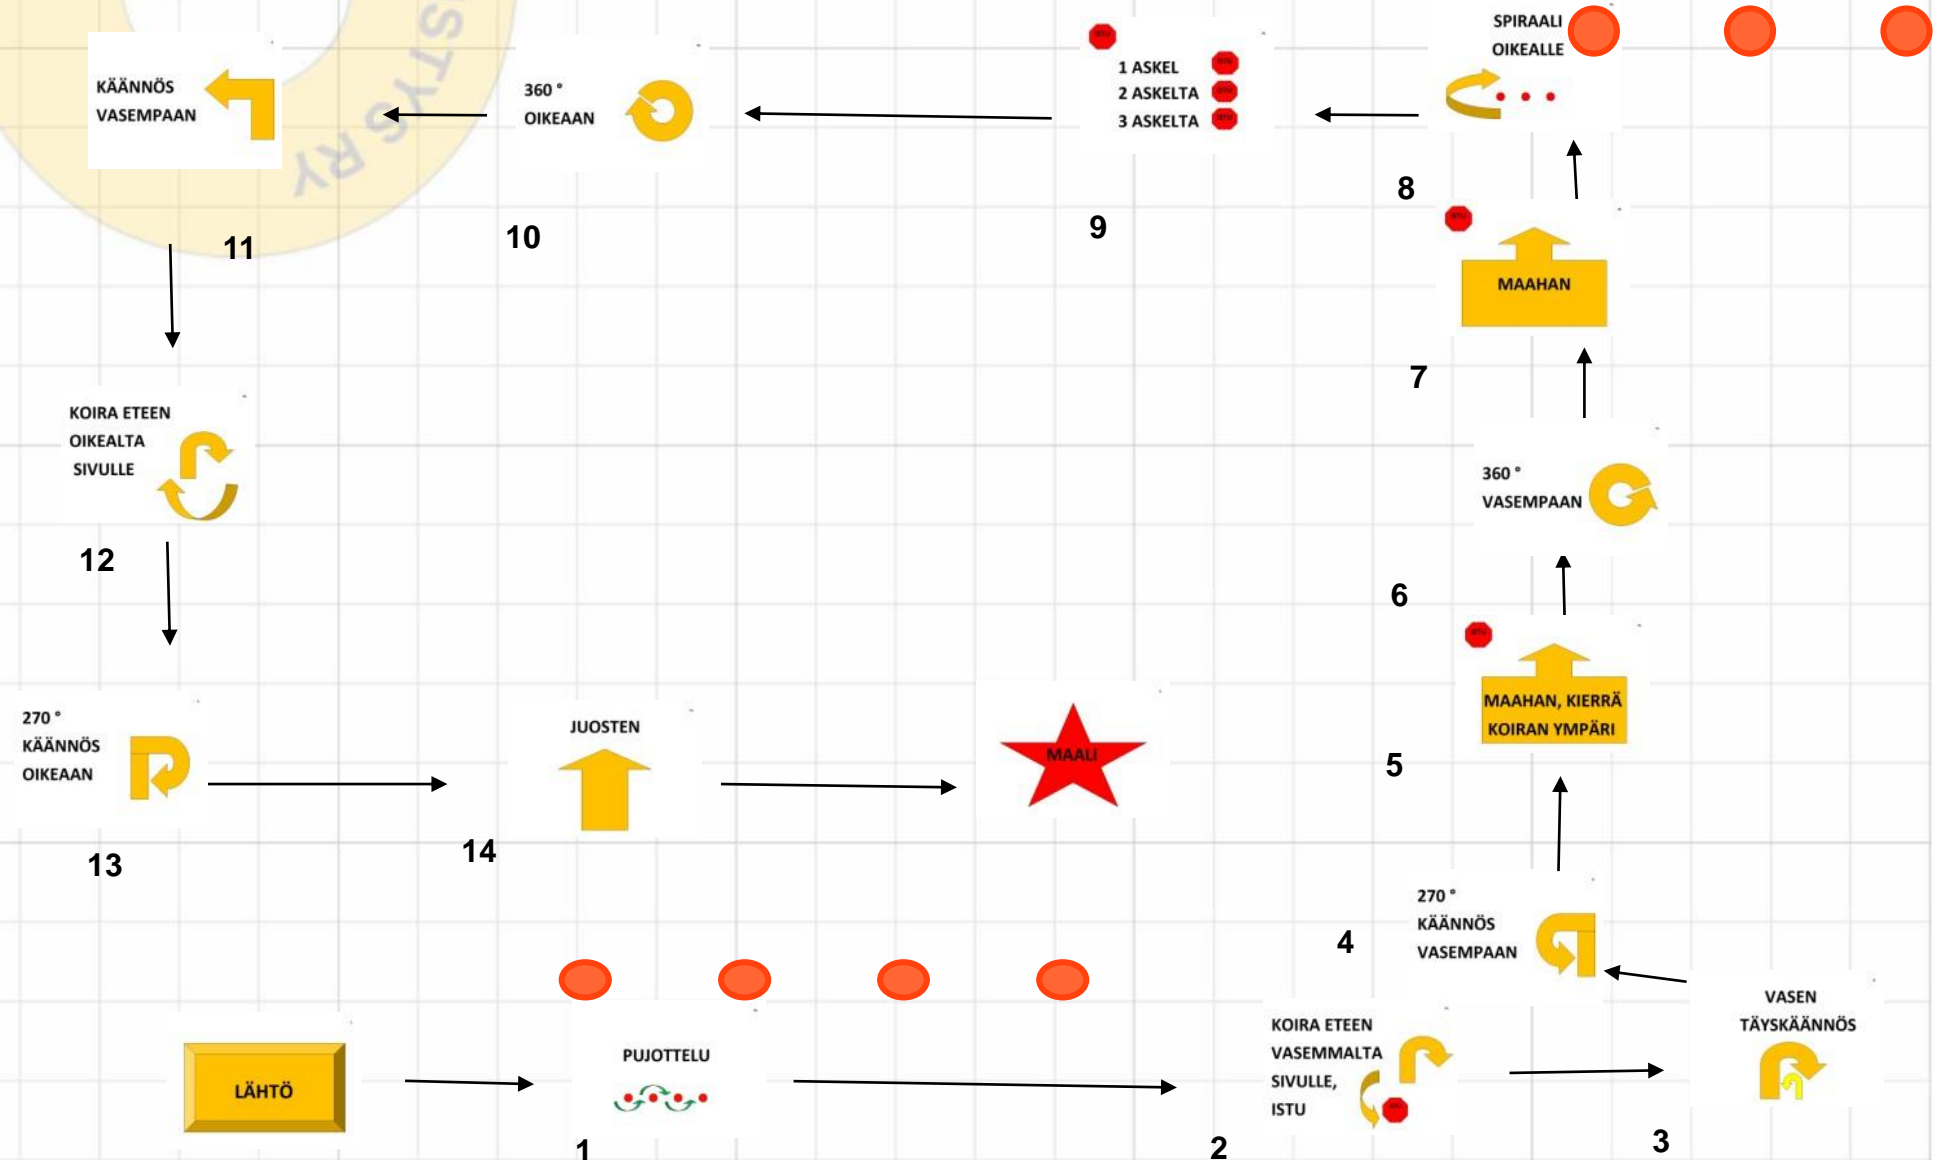 KÄÄNNÖS
VASEMPAAN
360 °
OIKEAAN
1 ASKEL
2 ASKELTA
3 ASKELTA
SPIRAALI
OIKEALLE
STYS RY
11
10
9
8
MAAHAN
7
KOIRA ETEEN
OIKEALTA
SIVULLE
12
360 °
VASEMPAAN
6
MAAHAN, KIERRÄ
KOIRAN YMPÄRI
5
270 °
KÄÄNNÖS
OIKEAAN
13
JUOSTEN
14
MAALI
270 °
KÄÄNNÖS
VASEMPAAN
4
LÄHTÖ
PUJOTTELU
1
KOIRA ETEEN
VASEMMALTA
SIVULLE,
ISTU
2
VASEN
TÄYSKÄÄNNÖS
3